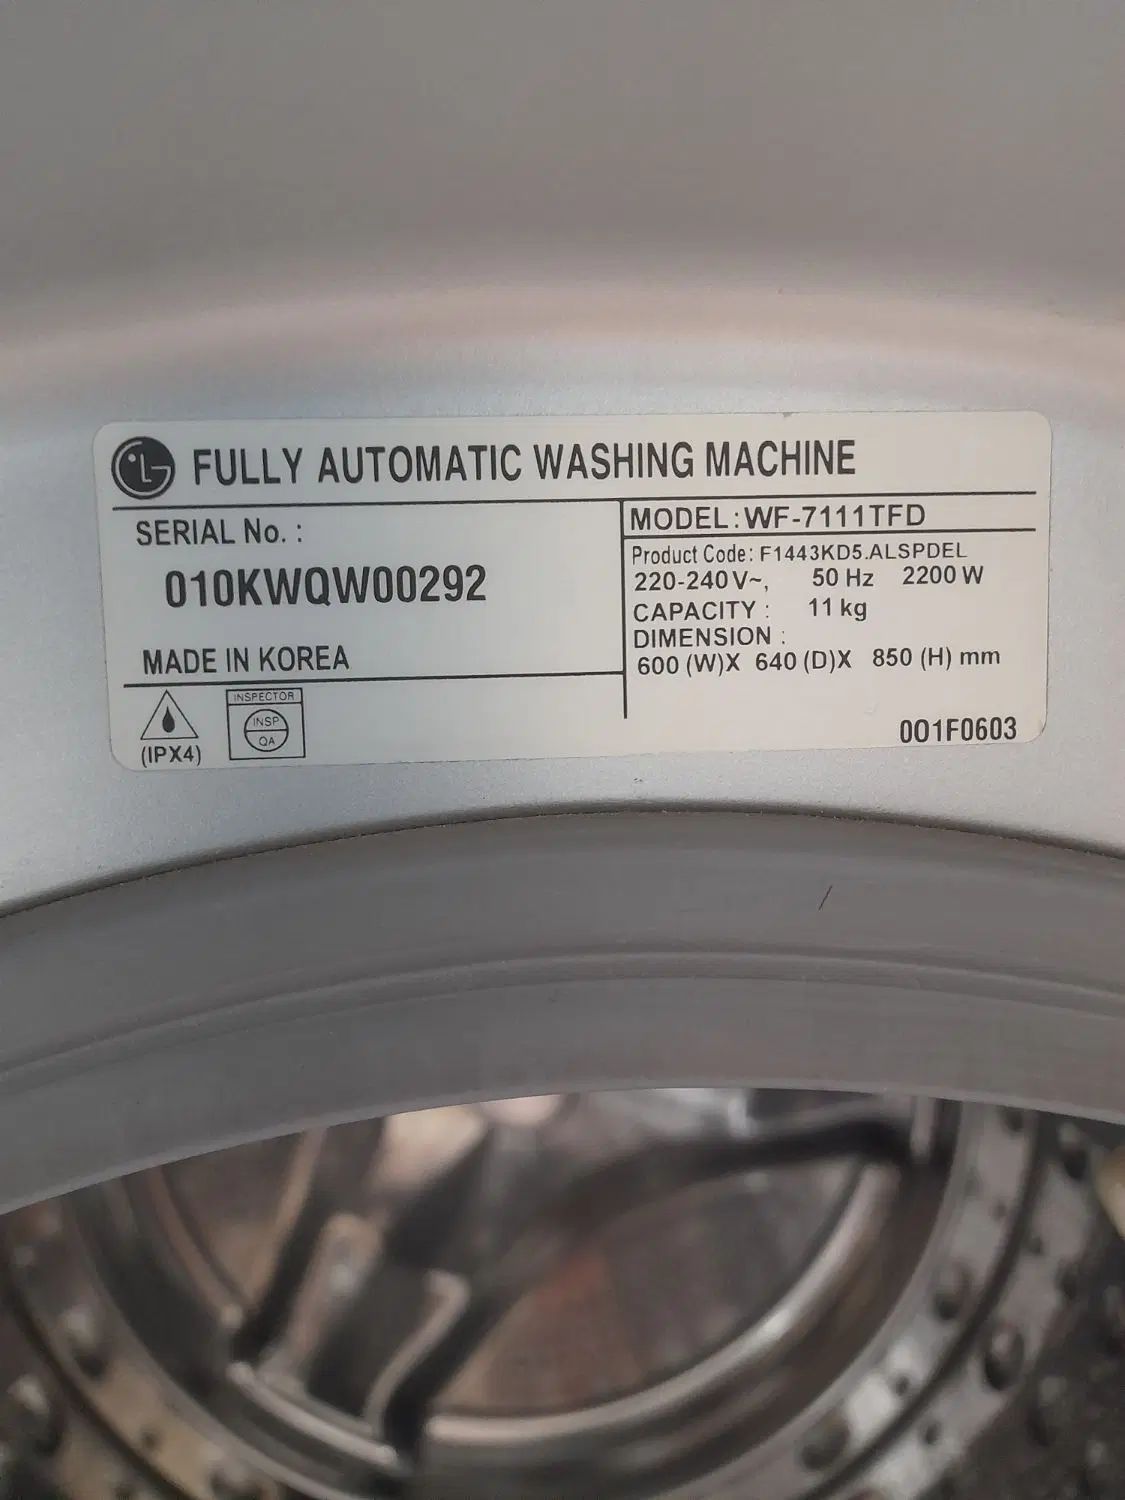 LG FULLY AUTOMATIC WASHING MACHINE
SERIAL No. :
010KWQW00292
MADE IN KOREA
(IPX4)
INSPECTOR
INSP
QA
MODEL : WF-7111TFD
Product Code : F1443KD5.ALSPDEL
220-240 V~, 50 Hz 2200 W
CAPACITY : 11 kg
DIMENSION :
600 (W)X 640 (D)X 850 (H) mm
001F0603